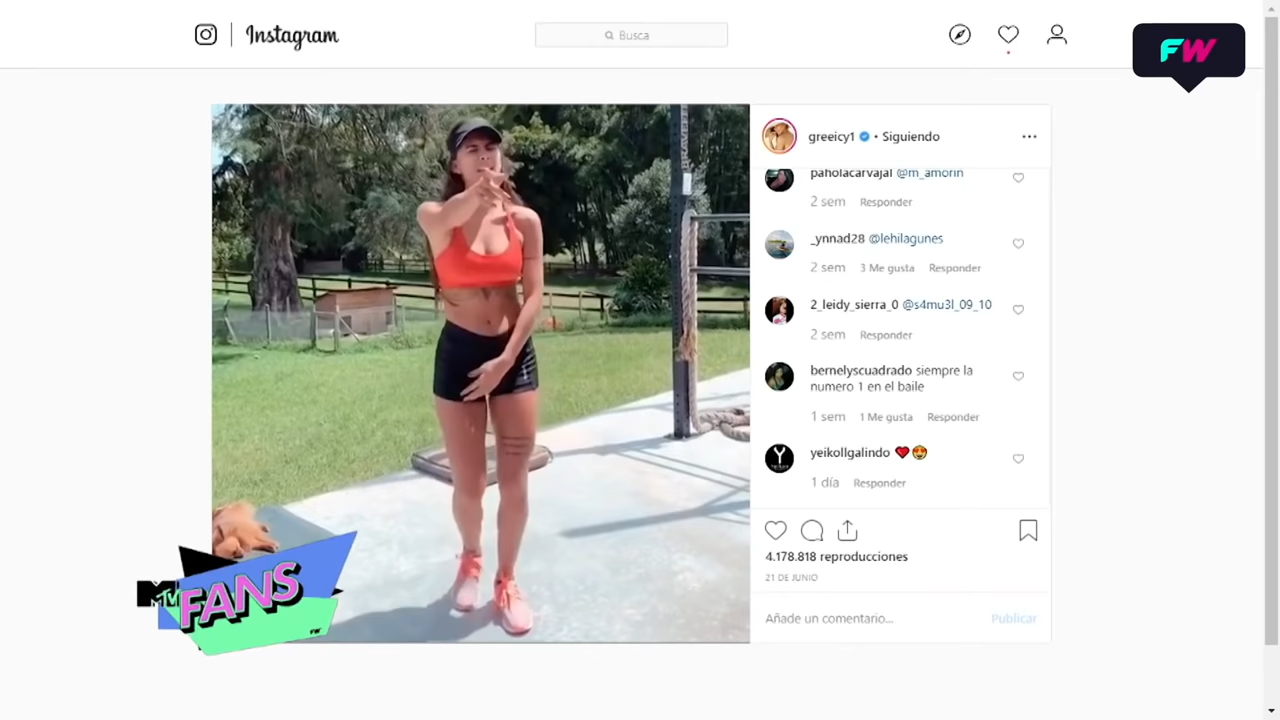 Instagram
Busca
FW
greeicy1 • Siguiendo
paholacarvajal @m_amorin
2 sem Responder
_ynnad28 @lehilagunes
2 sem 3 Me gusta Responder
2_leidy_sierra_0 @s4mu3l_09_10
2 sem Responder
bernelyscuadrado siempre la
numero 1 en el baile
1 sem 1 Me gusta Responder
yeikollgalindo ❤️😍
1 día Responder
4.178.818 reproducciones
21 DE JUNIO
Añade un comentario...
Publicar
MTV
FANS
FW